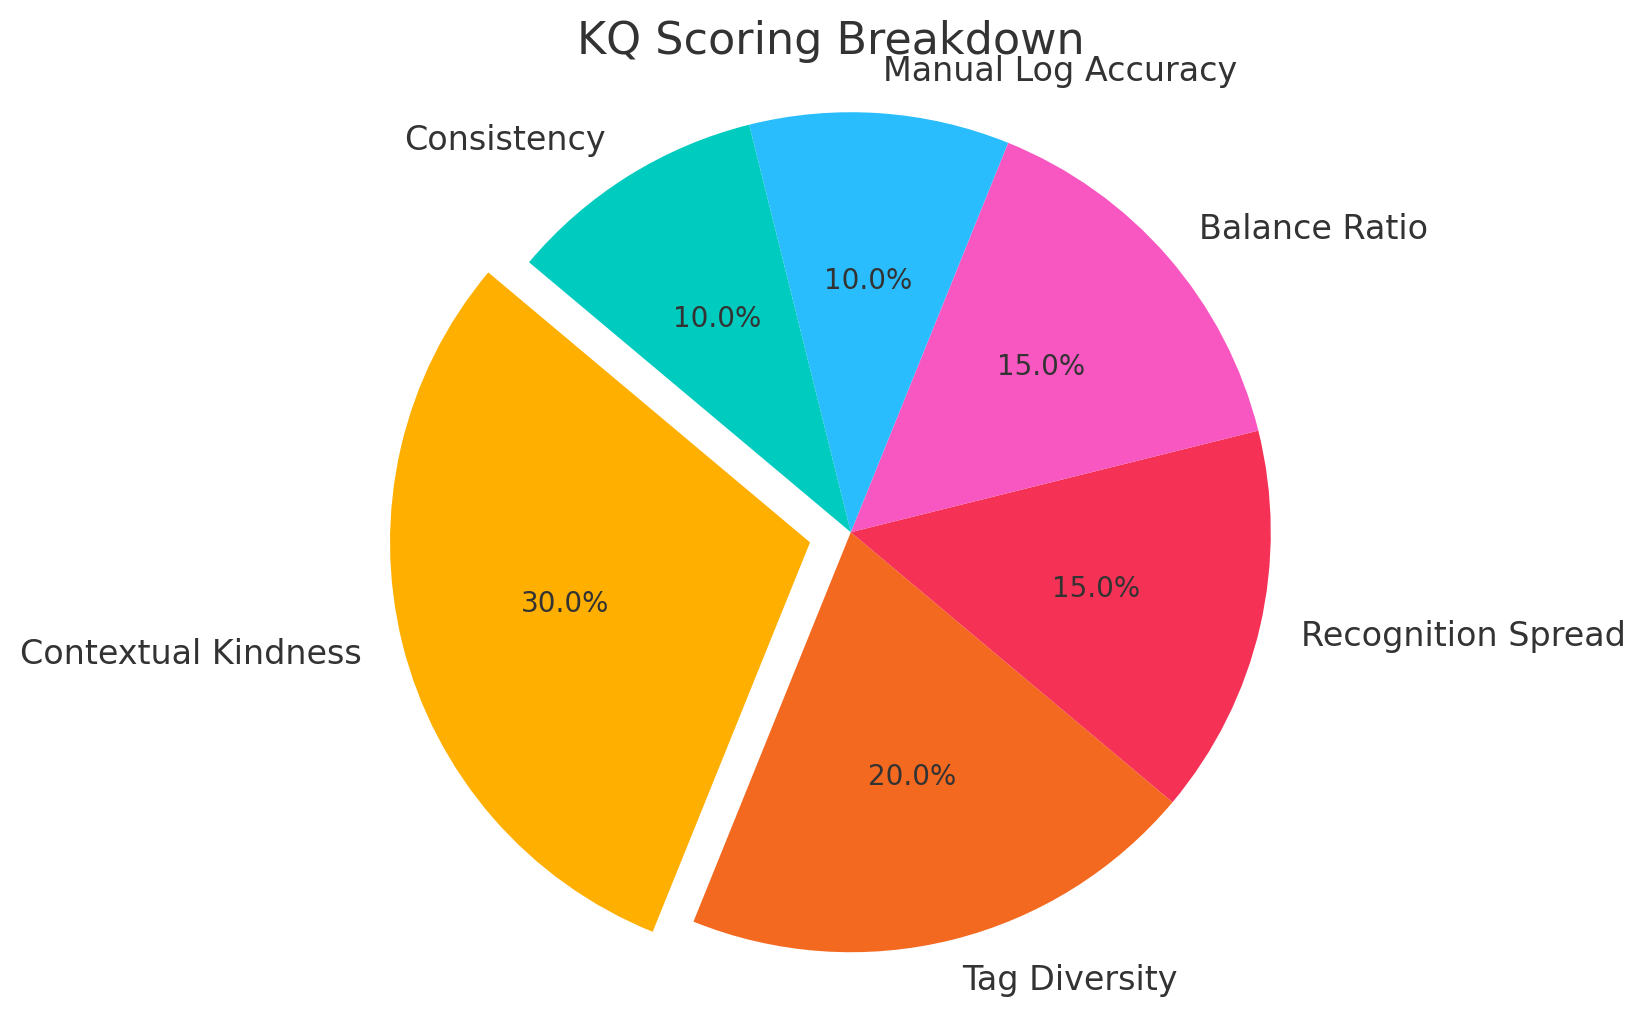 KQ Scoring Breakdown
Manual Log Accuracy
Consistency
Balance Ratio
10.0%
10.0%
15.0%
15.0%
30.0%
Recognition Spread
Contextual Kindness
20.0%
Tag Diversity